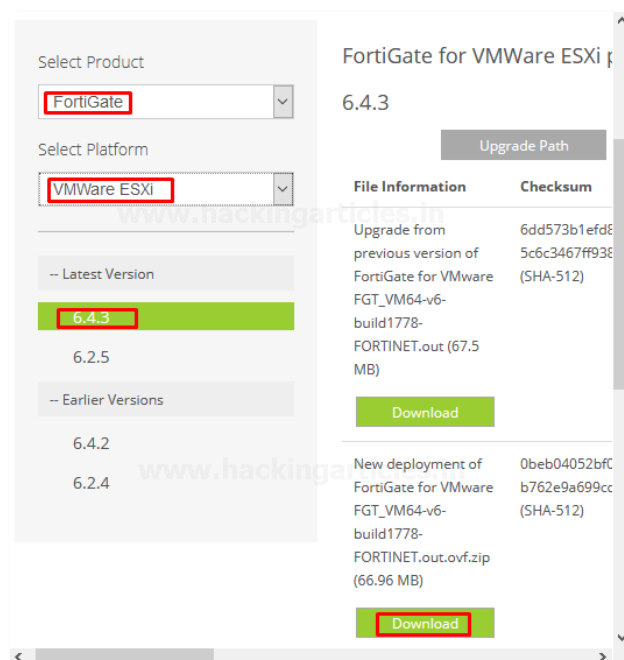 Select Product
FortiGate
Select Platform
VMWare ESXi
-- Latest Version
6.4.3
6.2.5
-- Earlier Versions
6.4.2
6.2.4
FortiGate for VMWare ESXi
6.4.3
Upgrade Path
File Information Checksum
Upgrade from 6dd573b1efd8
previous version of 5c6c3467ff938
FortiGate for VMware (SHA-512)
FGT_VM64-v6-
build1778-
FORTINET.out (67.5
MB)
Download
New deployment of 0beb04052bf0
FortiGate for VMware b762e9a699cc
FGT_VM64-v6- (SHA-512)
build1778-
FORTINET.out.ovf.zip
(66.96 MB)
Download
www.hackingarticles.in
www.hackingarticles.in